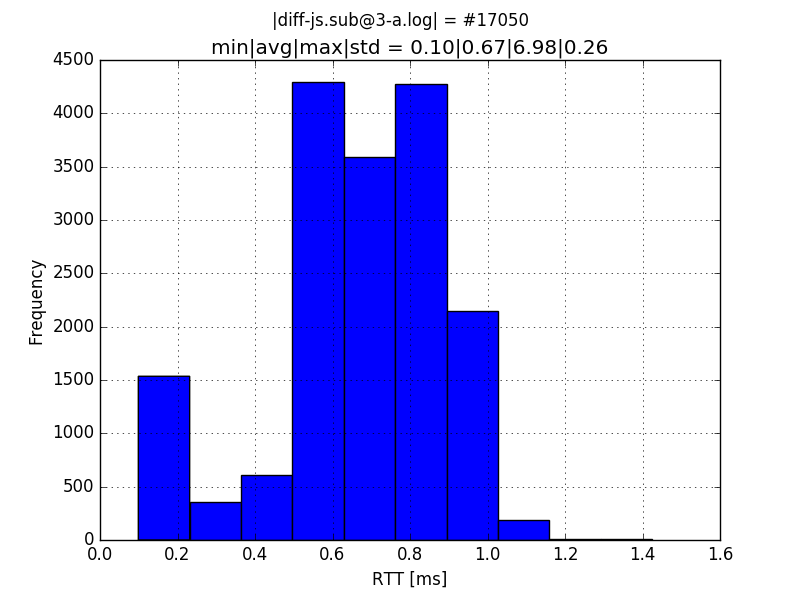 |diff-js.sub@3-a.log| = #17050
min|avg|max|std = 0.10|0.67|6.98|0.26
4500
4000
3500
3000
2500
2000
1500
1000
500
0
Frequency
0.0 0.2 0.4 0.6 0.8 1.0 1.2 1.4 1.6
RTT [ms]